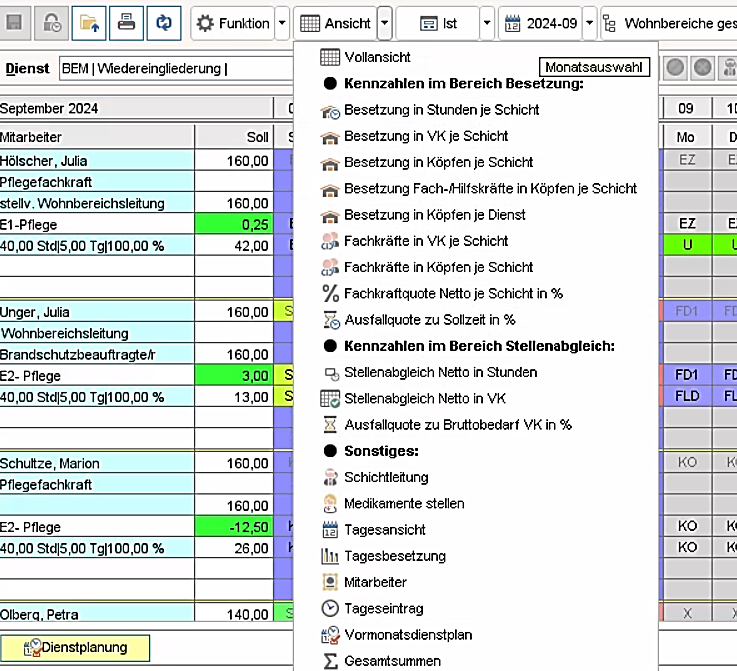 Funktion Ansicht Ist 2024-09 Wohnbereiche ges
Dienst BEM | Wiedereingliederung |
Monatsauswahl
September 2024 09 10
Mitarbeiter Soll Mo D
Hölscher, Julia 160,00 EZ
Pflegefachkraft
stellv. Wohnbereichsleitung 160,00
E1-Pflege 0,25 EZ
40,00 Std|5,00 Tg|100,00 % 42,00 U
Unger, Julia 160,00 S FD1 FD
Wohnbereichsleitung
Brandschutzbeauftragte/r 160,00
E2- Pflege 3,00 S FD1 FD
40,00 Std|5,00 Tg|100,00 % 13,00 S FLD FL
Schultze, Marion 160,00 KO KO
Pflegefachkraft
160,00
E2- Pflege -12,50 KO KO
40,00 Std|5,00 Tg|100,00 % 26,00 KO KO
Olberg, Petra 140,00 S X X
Dienstplanung
Vollansicht
Kennzahlen im Bereich Besetzung:
Besetzung in Stunden je Schicht
Besetzung in VK je Schicht
Besetzung in Köpfen je Schicht
Besetzung Fach-/Hilfskräfte in Köpfen je Schicht
Besetzung in Köpfen je Dienst
Fachkräfte in VK je Schicht
Fachkräfte in Köpfen je Schicht
Fachkraftquote Netto je Schicht in %
Ausfallquote zu Sollzeit in %
Kennzahlen im Bereich Stellenabgleich:
Stellenabgleich Netto in Stunden
Stellenabgleich Netto in VK
Ausfallquote zu Bruttobedarf VK in %
Sonstiges:
Schichtleitung
Medikamente stellen
Tagesansicht
Tagesbesetzung
Mitarbeiter
Tageseintrag
Vormonatsdienstplan
Gesamtsummen